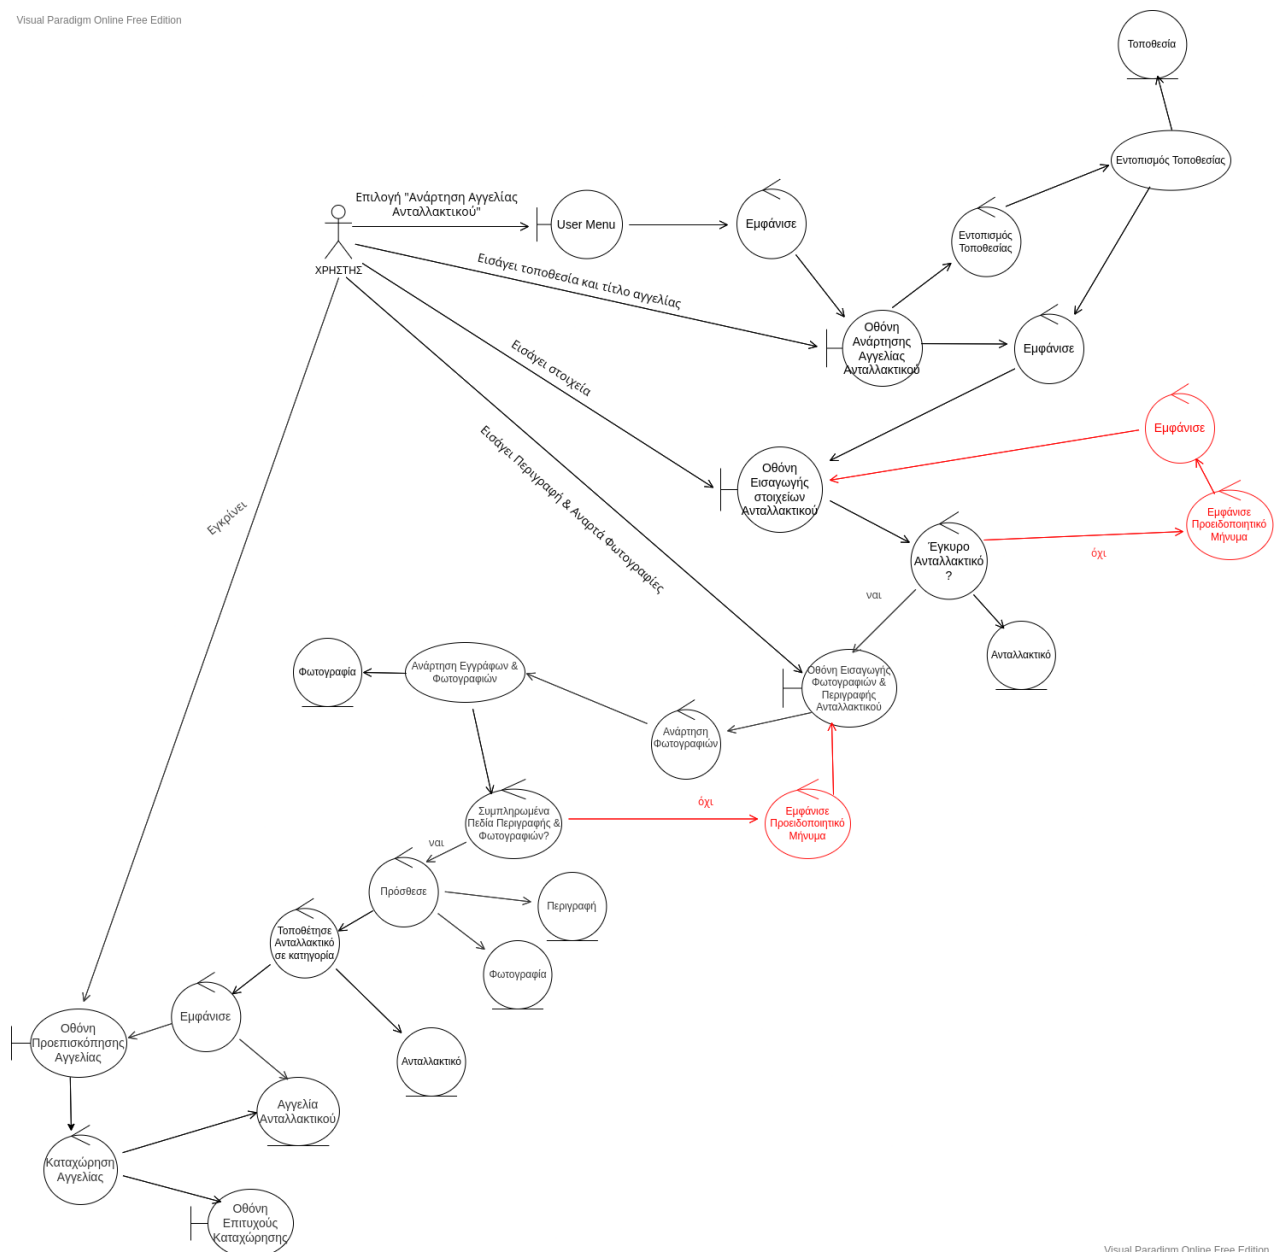 Visual Paradigm Online Free Edition
Τοποθεσία
Εντοπισμός Τοποθεσίας
Επιλογή "Ανάρτηση Αγγελίας
Ανταλλακτικού"
User Menu
Εμφάνισε
Εντοπισμός
Τοποθεσίας
ΧΡΗΣΤΗΣ
Εισάγει τοποθεσία και τίτλο αγγελίας
Οθόνη
Ανάρτησης
Αγγελίας
Ανταλλακτικού
Εμφάνισε
Εισάγει στοιχεία
Εμφάνισε
Εισάγει Περιγραφή & Αναρτά Φωτογραφίες
Οθόνη
Εισαγωγής
στοιχείων
Ανταλλακτικού
Εγκρίνει
Εμφάνισε
Προειδοποιητικό
Μήνυμα
Έγκυρο
Ανταλλακτικό
?
όχι
ναι
Ανταλλακτικό
Φωτογραφία
Ανάρτηση Εγγράφων &
Φωτογραφιών
Οθόνη Εισαγωγής
Φωτογραφιών &
Περιγραφής
Ανταλλακτικού
Ανάρτηση
Φωτογραφιών
Συμπληρωμένα
Πεδία Περιγραφής &
Φωτογραφιών?
όχι
Εμφάνισε
Προειδοποιητικό
Μήνυμα
ναι
Πρόσθεσε
Περιγραφή
Τοποθέτησε
Ανταλλακτικό
σε κατηγορία
Φωτογραφία
Εμφάνισε
Οθόνη
Προεπισκόπησης
Αγγελίας
Ανταλλακτικό
Αγγελία
Ανταλλακτικού
Καταχώρηση
Αγγελίας
Οθόνη
Επιτυχούς
Καταχώρησης
Visual Paradigm Online Free Edition